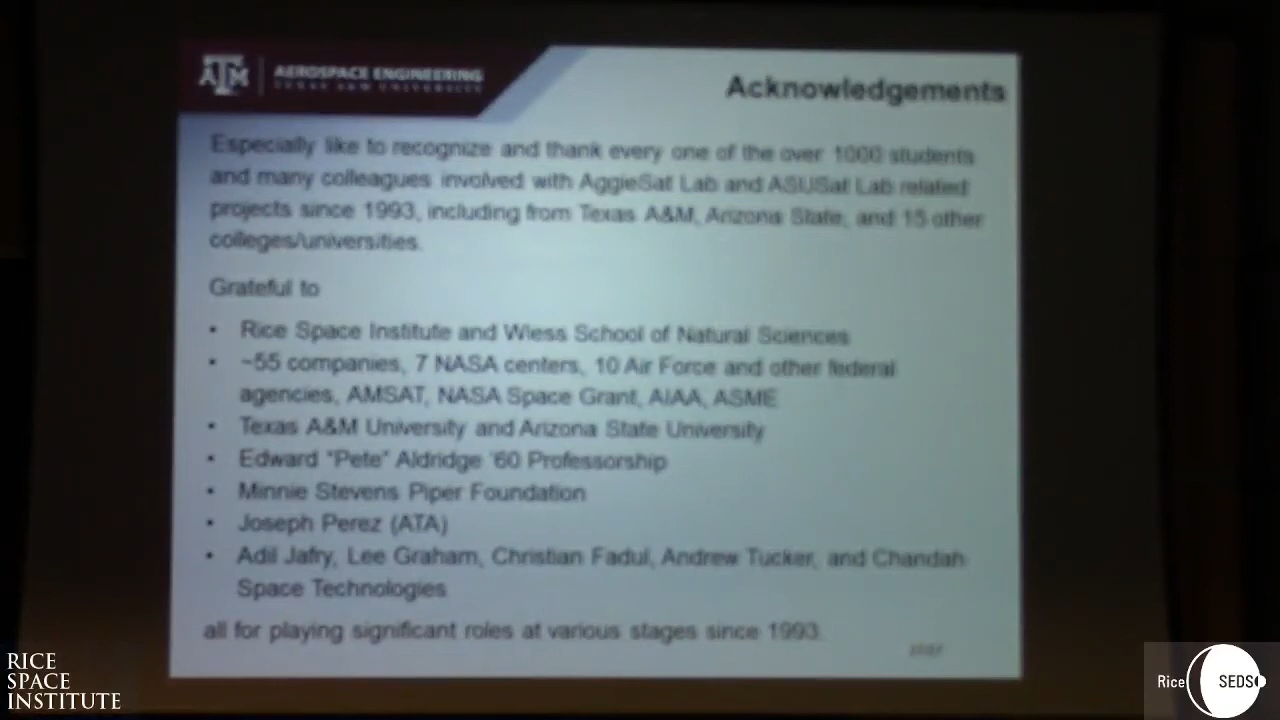 ATM AEROSPACE ENGINEERING
TEXAS A&M UNIVERSITY
Acknowledgements
Especially like to recognize and thank every one of the over 1000 students
and many colleagues involved with AggieSat Lab and ASUSat Lab related
projects since 1993, including from Texas A&M, Arizona State, and 15 other
colleges/universities.
Grateful to
• Rice Space Institute and Wiess School of Natural Sciences
• ~55 companies, 7 NASA centers, 10 Air Force and other federal
agencies, AMSAT, NASA Space Grant, AIAA, ASME
• Texas A&M University and Arizona State University
• Edward "Pete" Aldridge '60 Professorship
• Minnie Stevens Piper Foundation
• Joseph Perez (ATA)
• Adil Jafry, Lee Graham, Christian Fadul, Andrew Tucker, and Chandah
Space Technologies
all for playing significant roles at various stages since 1993.
RICE
SPACE
INSTITUTE
Rice SEDS